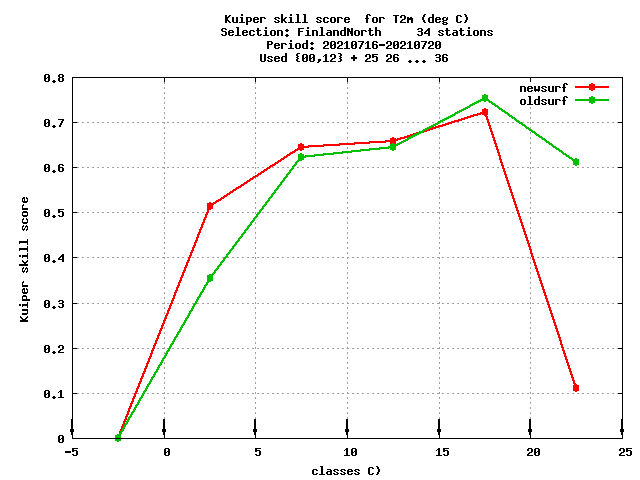 Kuiper skill score  for T2m (deg C)
Selection: FinlandNorth     34 stations
Period: 20210716-20210720
Used {00,12} + 25 26 ... 36
newsurf
oldsurf
0.8
0.7
0.6
0.5
0.4
0.3
0.2
0.1
0
Kuiper skill score
-5 0 5 10 15 20 25
classes C)